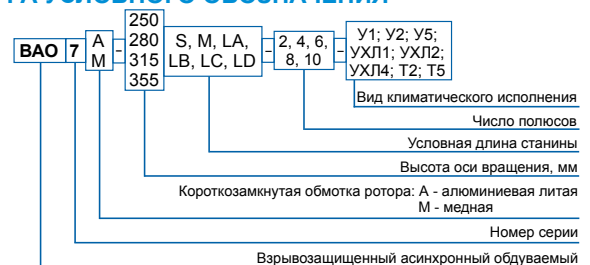 РА УСЛОВНОГО ОБОЗНАЧЕНИЯ
ВАО 7 А М - 250 280 315 355 S, M, LA, LB, LC, LD - 2, 4, 6, 8, 10 - У1; У2; У5; УХЛ1; УХЛ2; УХЛ4; Т2; Т5
Вид климатического исполнения
Число полюсов
Условная длина станины
Высота оси вращения, мм
Короткозамкнутая обмотка ротора: А - алюминиевая литая
М - медная
Номер серии
Взрывозащищенный асинхронный обдуваемый